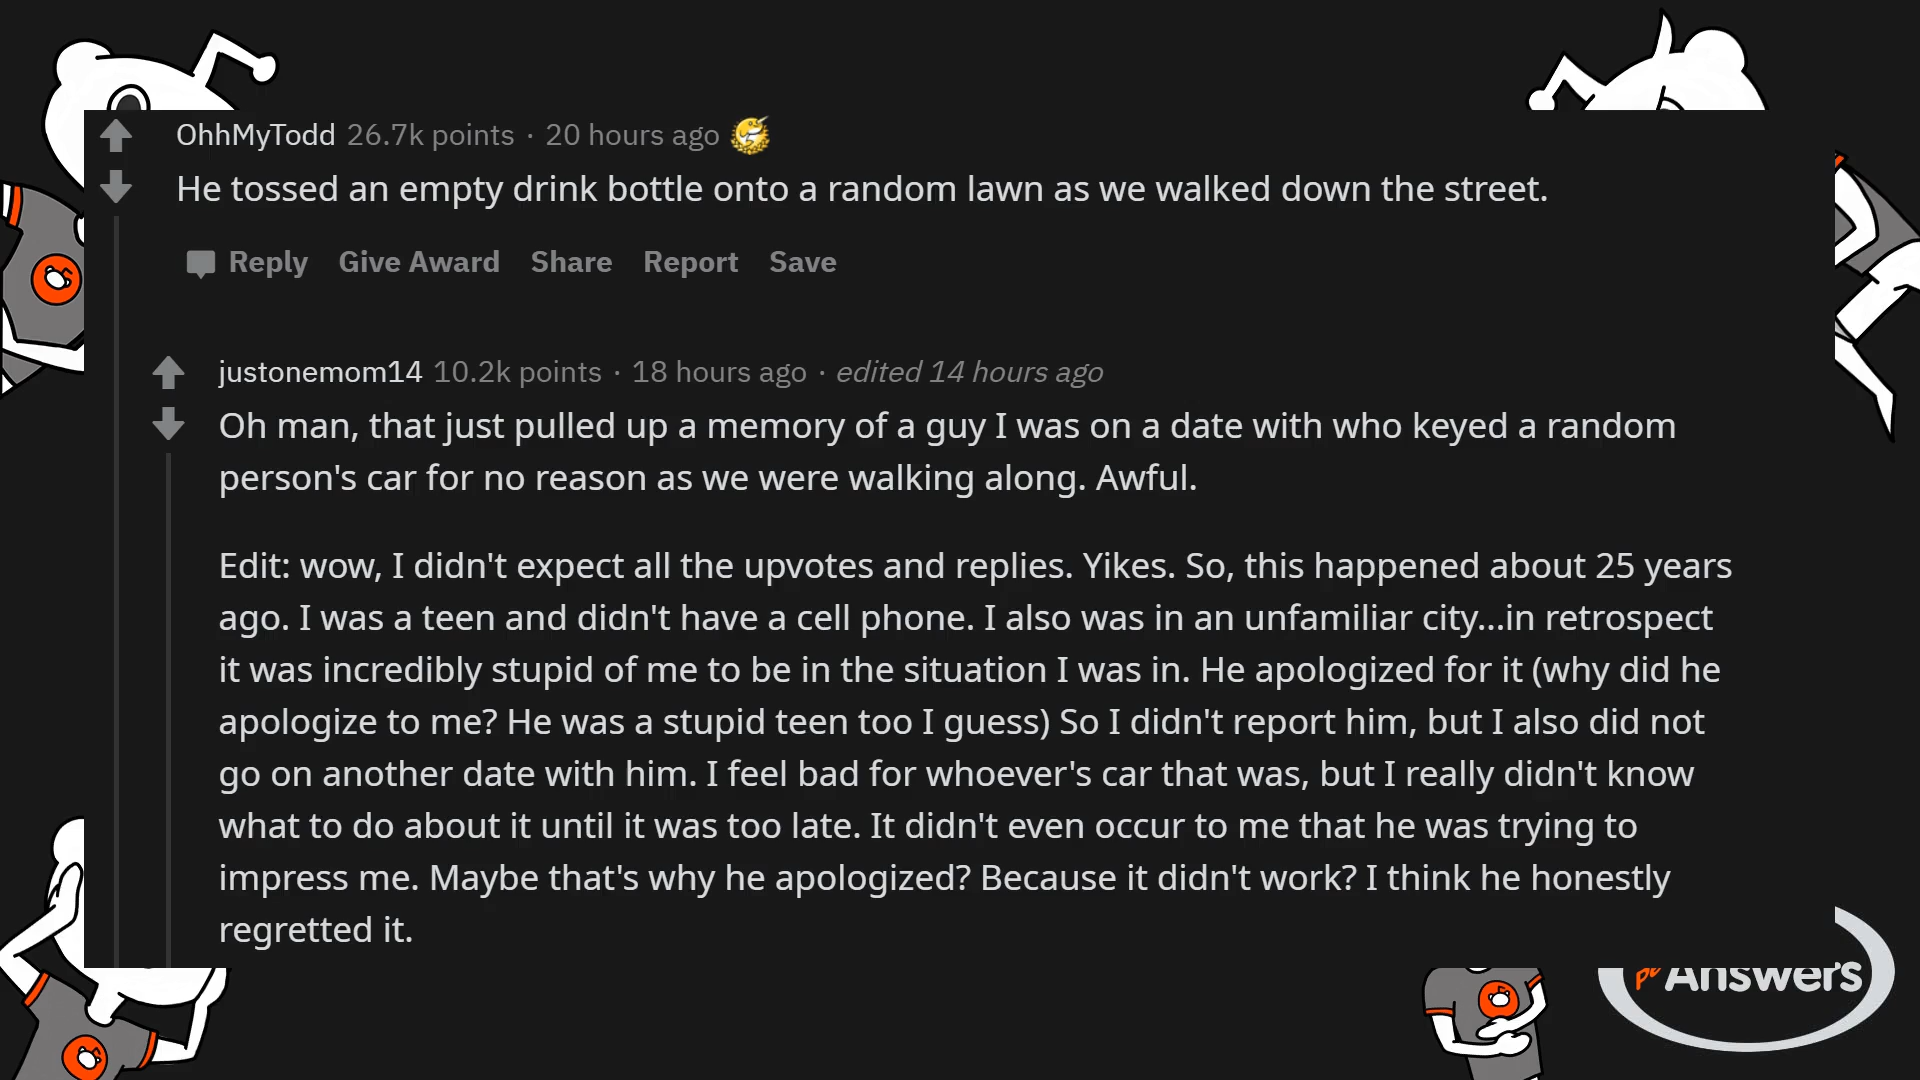 OhhMyTodd 26.7k points · 20 hours ago
He tossed an empty drink bottle onto a random lawn as we walked down the street.
Reply Give Award Share Report Save
justonemom14 10.2k points · 18 hours ago · edited 14 hours ago
Oh man, that just pulled up a memory of a guy I was on a date with who keyed a random
person's car for no reason as we were walking along. Awful.
Edit: wow, I didn't expect all the upvotes and replies. Yikes. So, this happened about 25 years
ago. I was a teen and didn't have a cell phone. I also was in an unfamiliar city...in retrospect
it was incredibly stupid of me to be in the situation I was in. He apologized for it (why did he
apologize to me? He was a stupid teen too I guess) So I didn't report him, but I also did not
go on another date with him. I feel bad for whoever's car that was, but I really didn't know
what to do about it until it was too late. It didn't even occur to me that he was trying to
impress me. Maybe that's why he apologized? Because it didn't work? I think he honestly
regretted it.
Answers